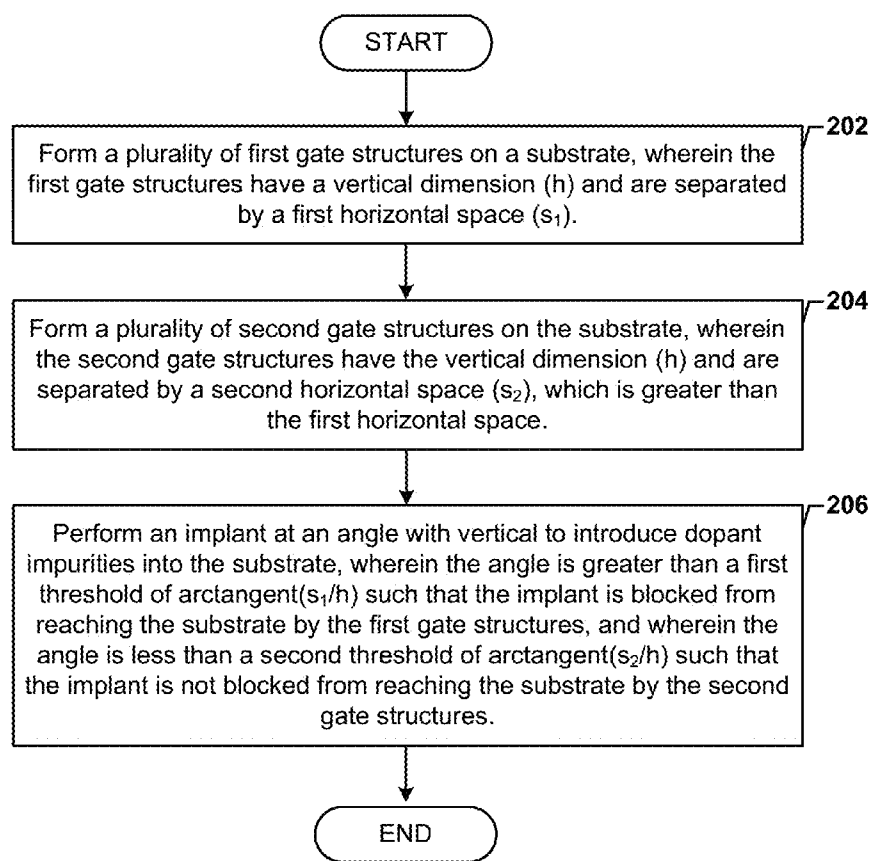 START
202
Form a plurality of first gate structures on a substrate, wherein the
first gate structures have a vertical dimension (h) and are separated
by a first horizontal space (s₁).
204
Form a plurality of second gate structures on the substrate, wherein
the second gate structures have the vertical dimension (h) and are
separated by a second horizontal space (s₂), which is greater than
the first horizontal space.
206
Perform an implant at an angle with vertical to introduce dopant
impurities into the substrate, wherein the angle is greater than a first
threshold of arctangent(s₁/h) such that the implant is blocked from
reaching the substrate by the first gate structures, and wherein the
angle is less than a second threshold of arctangent(s₂/h) such that
the implant is not blocked from reaching the substrate by the second
gate structures.
END